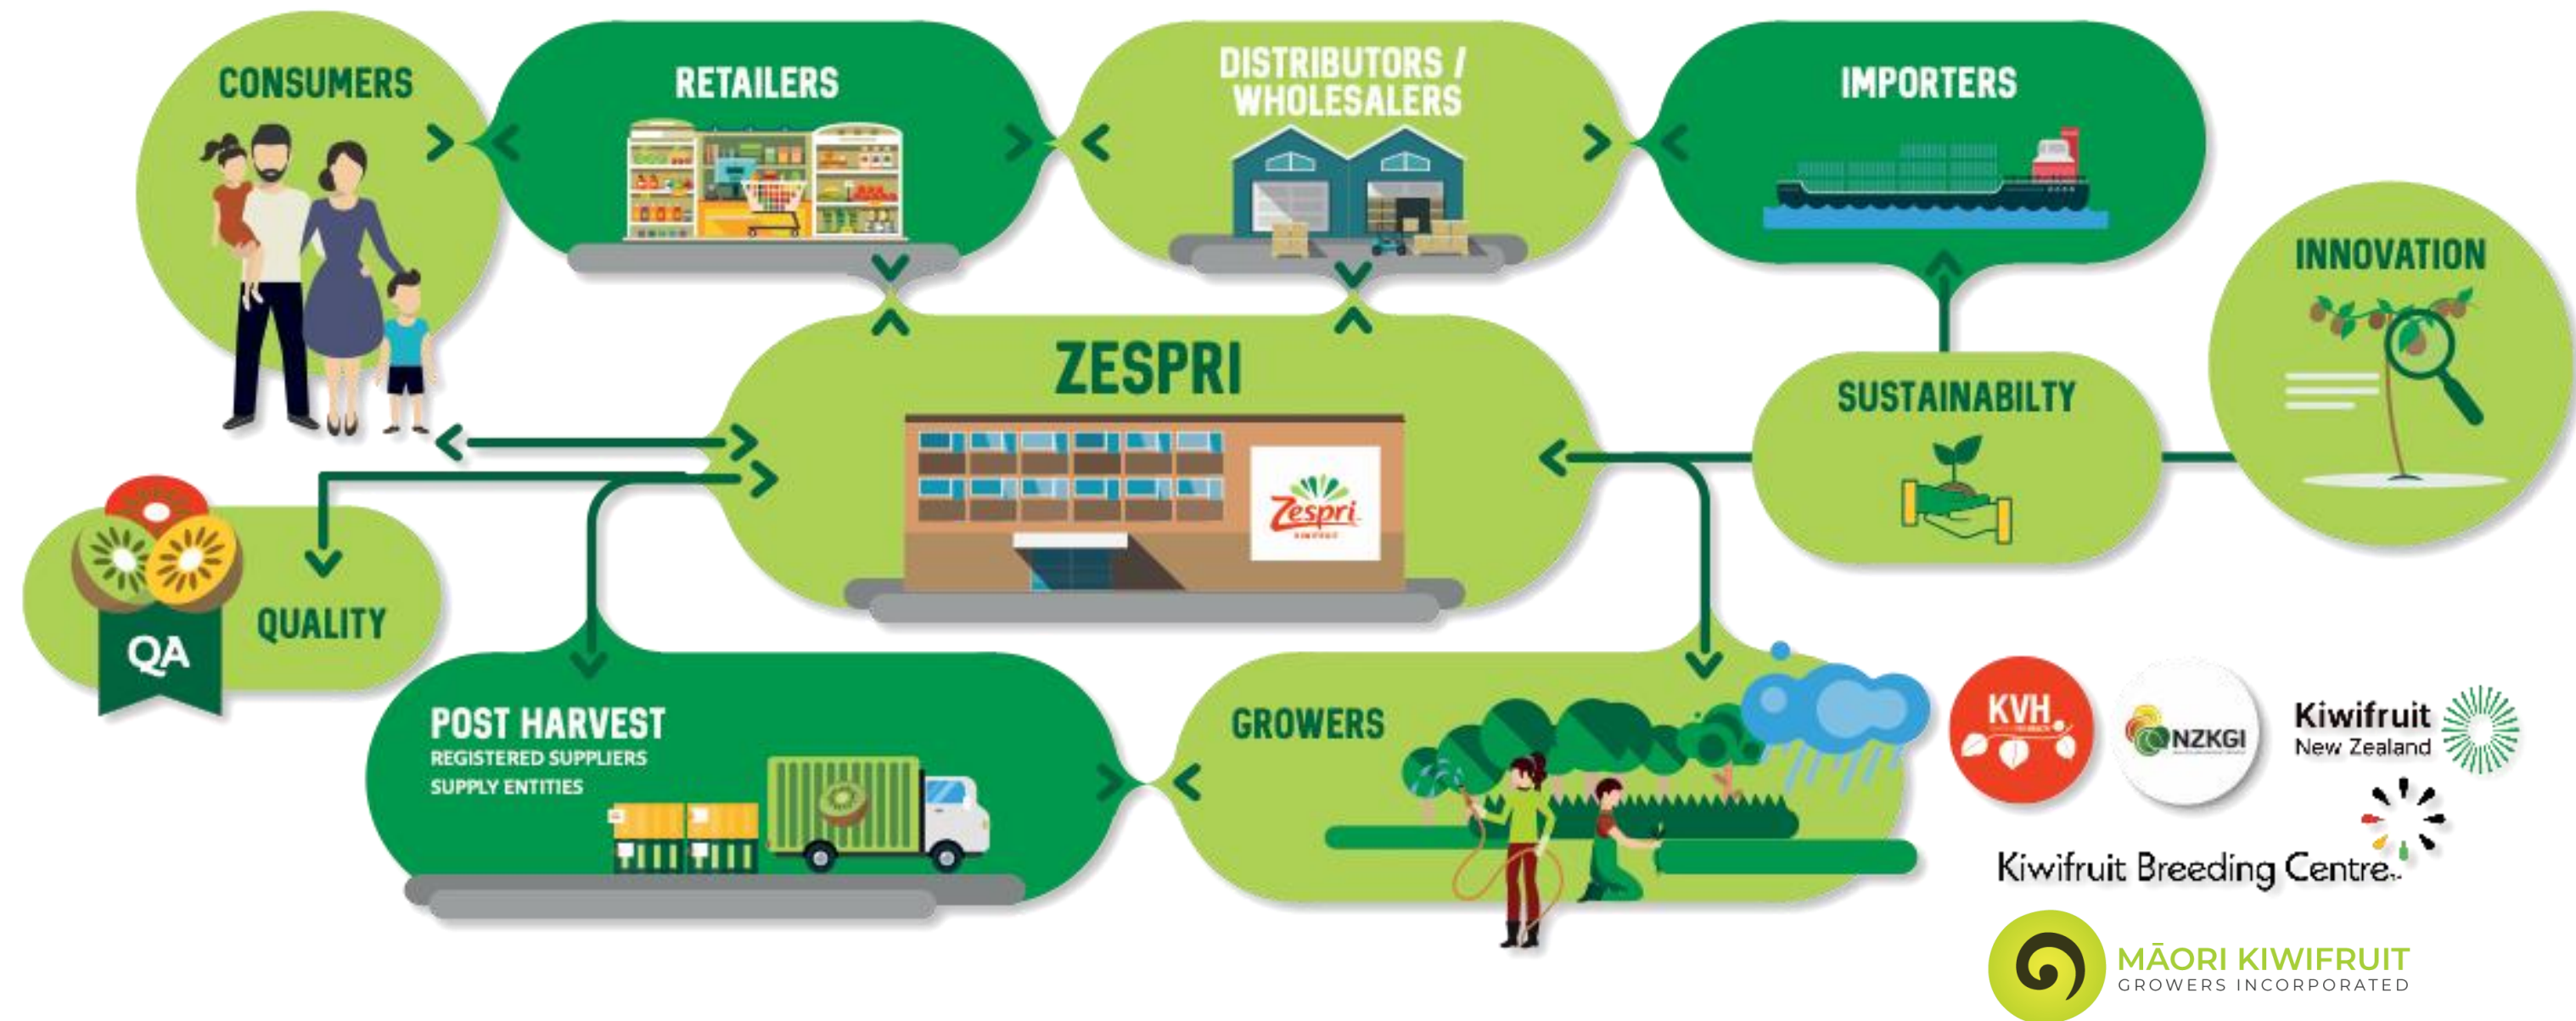 CONSUMERS
RETAILERS
DISTRIBUTORS /
WHOLESALERS
IMPORTERS
INNOVATION
ZESPRI
SUSTAINABILTY
Zespri
KIWIFRUIT
QUALITY
QA
POST HARVEST
REGISTERED SUPPLIERS
SUPPLY ENTITIES
GROWERS
KVH
NZKGI
Kiwifruit
New Zealand
Kiwifruit Breeding Centre
MĀORI KIWIFRUIT
GROWERS INCORPORATED